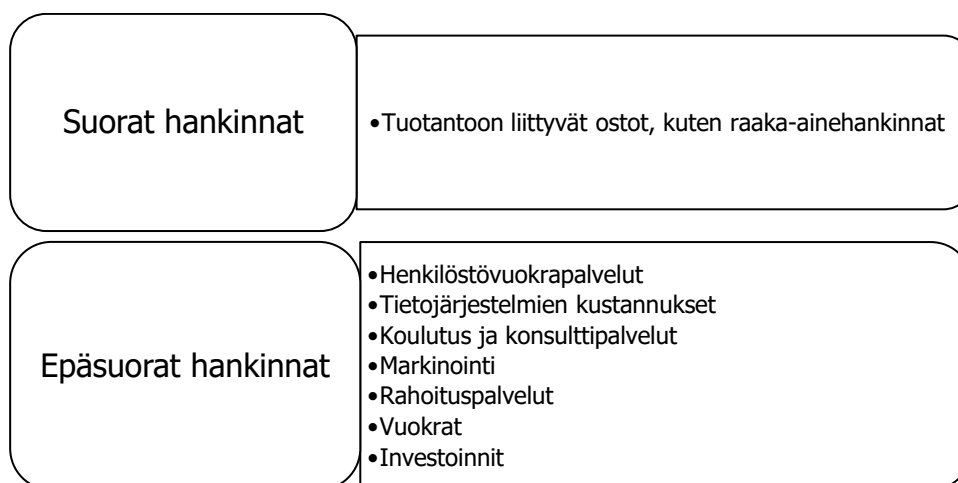 Suorat hankinnat
•Tuotantoon liittyvät ostot, kuten raaka-ainehankinnat
Epäsuorat hankinnat
•Henkilöstövuokrapalvelut
•Tietojärjestelmien kustannukset
•Koulutus ja konsulttipalvelut
•Markinointi
•Rahoituspalvelut
•Vuokrat
•Investoinnit